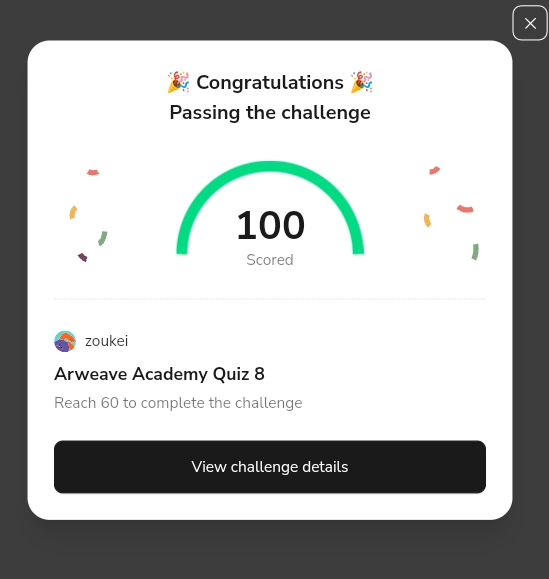 🎉 Congratulations 🎉
Passing the challenge
100
Scored
zoukei
Arweave Academy Quiz 8
Reach 60 to complete the challenge
View challenge details